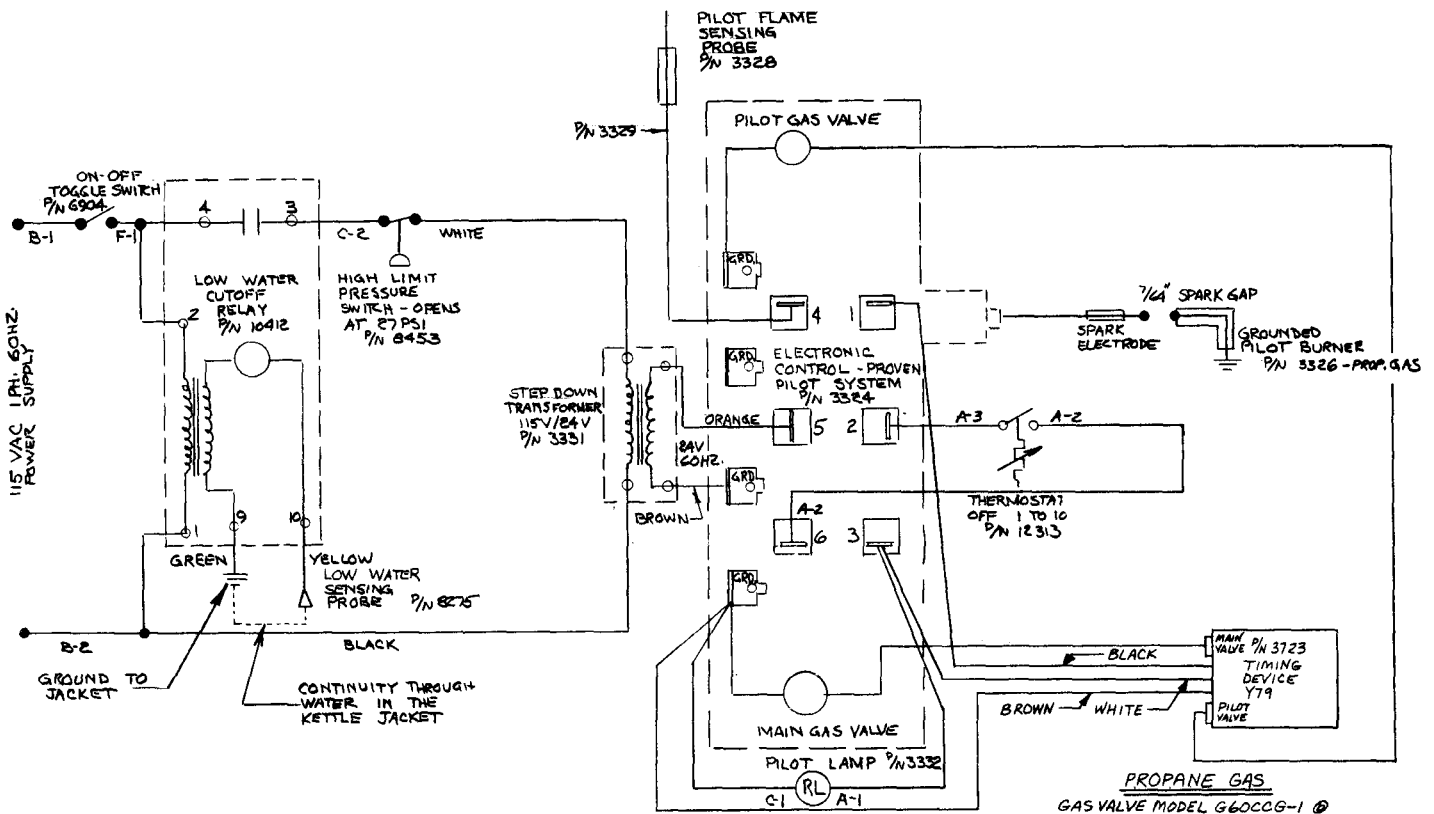 PILOT FLAME
SENSING
PROBE
P/N 3328
P/N 3329
PILOT GAS VALVE
ON-OFF
TOGGLE SWITCH
P/N 6904
B-1
F-1
4
3
C-2
WHITE
LOW WATER
CUTOFF
RELAY
P/N 10412
2
HIGH LIMIT
PRESSURE
SWITCH - OPENS
AT 27 PSI
P/N 8453
115 VAC 1 PH. 60HZ.
POWER SUPPLY
GRD.
4
1
7/64" SPARK GAP
SPARK
ELECTRODE
GROUNDED
PILOT BURNER
P/N 3326 - PROP. GAS
GRD.
ELECTRONIC
CONTROL - PROVEN
PILOT SYSTEM
P/N 3324
STEP DOWN
TRANSFORMER
115V/24V
P/N 3331
ORANGE
5
2
A-3
A-2
24V
60HZ.
GRD.
BROWN
A-2
6
3
THERMOSTAT
OFF 1 TO 10
P/N 12313
1
9
10
GREEN
YELLOW
LOW WATER
SENSING
PROBE P/N 8275
GRD.
B-2
BLACK
GROUND TO
JACKET
CONTINUITY THROUGH
WATER IN THE
KETTLE JACKET
MAIN
VALVE
P/N 3723
TIMING
DEVICE
Y79
PILOT
VALVE
BLACK
BROWN
WHITE
MAIN GAS VALVE
PILOT LAMP P/N 3332
C-1
RL
A-1
PROPANE GAS
GAS VALVE MODEL G60CCG-1